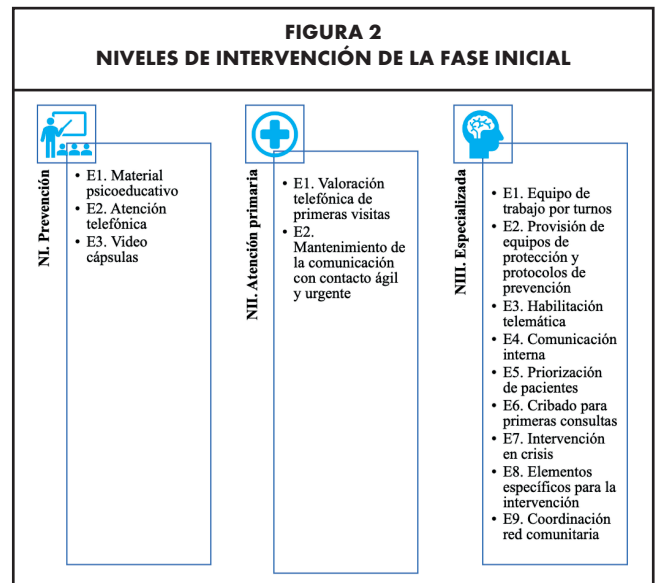 FIGURA 2
NIVELES DE INTERVENCIÓN DE LA FASE INICIAL
NI. Prevención
• E1. Material
psicoeducativo
• E2. Atención
telefónica
• E3. Video
cápsulas
NII. Atención primaria
• E1. Valoración
telefónica de
primeras visitas
• E2.
Mantenimiento de
la comunicación
con contacto ágil
y urgente
NIII. Especializada
• E1. Equipo de
trabajo por turnos
• E2. Provisión de
equipos de
protección y
protocolos de
prevención
• E3. Habilitación
telemática
• E4. Comunicación
interna
• E5. Priorización
de pacientes
• E6. Cribado para
primeras consultas
• E7. Intervención
en crisis
• E8. Elementos
específicos para la
intervención
• E9. Coordinación
red comunitaria